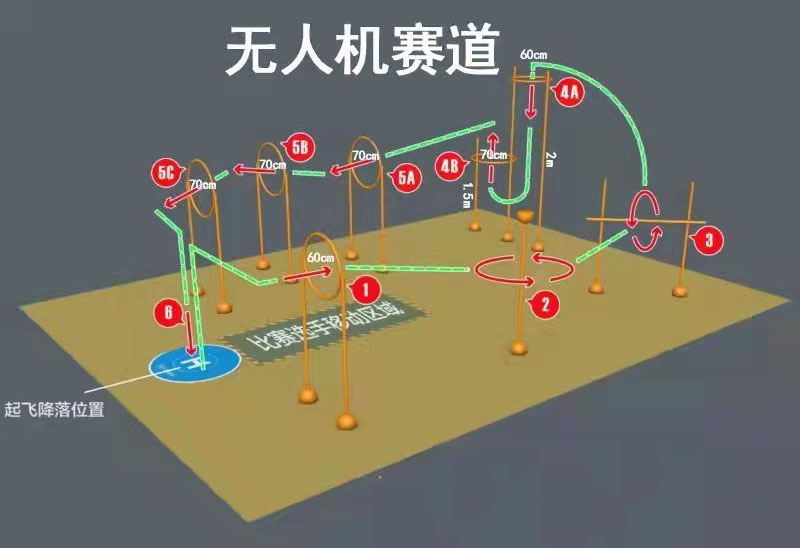 无人机赛道
60cm
4A
5B
5C
70cm
70cm
70cm
5A
4B
70cm
2m
1.5m
70cm
3
60cm
1
2
6
比赛选手移动区域
H
起飞降落位置